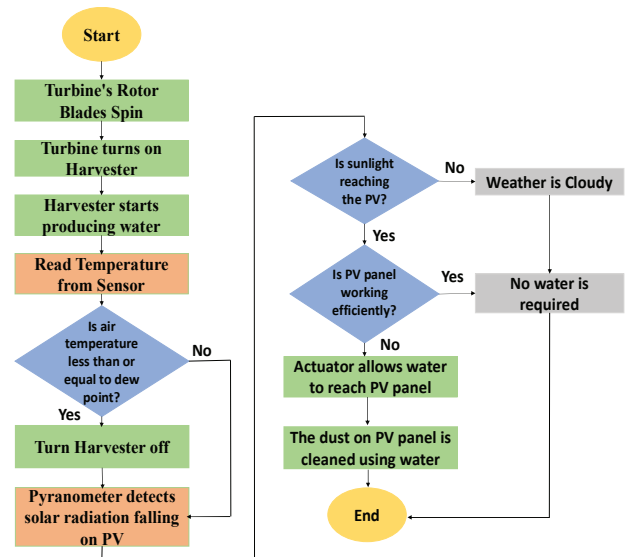 Start
Turbine's Rotor
Blades Spin
Turbine turns on
Harvester
Harvester starts
producing water
Read Temperature
from Sensor
Is air
temperature
less than or
equal to dew
point?
No
Yes
Turn Harvester off
Pyranometer detects
solar radiation falling
on PV
Is sunlight
reaching
the PV?
No
Weather is Cloudy
Yes
Is PV panel
working
efficiently?
Yes
No water is
required
No
Actuator allows water
to reach PV panel
The dust on PV panel is
cleaned using water
End